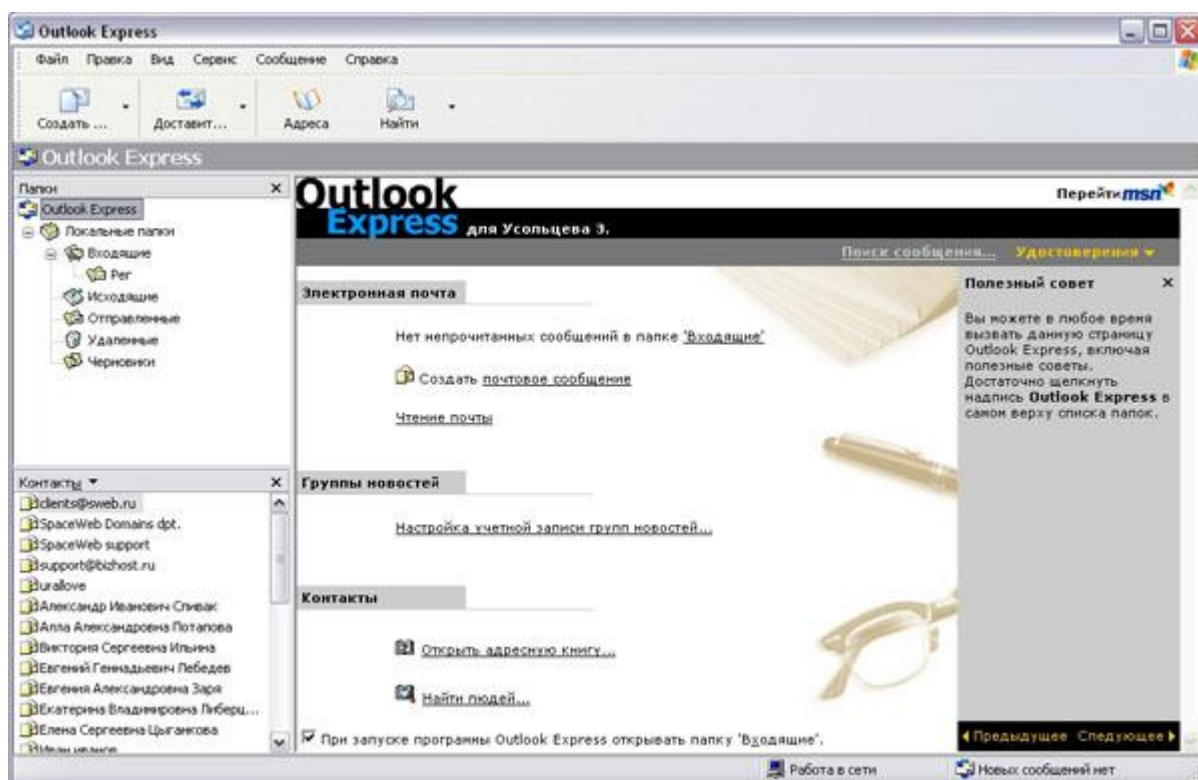 Outlook Express
Файл Правка Вид Сервис Сообщение Справка
Создать ... Доставит... Адреса Найти
Outlook Express
Папки
Outlook Express
Локальные папки
Входящие
Рег
Исходящие
Отправленные
Удаленные
Черновики
Контакты
clients@sweb.ru
SpaceWeb Domains dpt.
SpaceWeb support
support@bizhost.ru
urallove
Александр Иванович Спивак
Алла Александровна Потапова
Виктория Сергеевна Ильина
Евгений Геннадьевич Лебедев
Евгения Александровна Заря
Екатерина Владимировна Либерц...
Елена Сергеевна Цыганкова
Иван иванов
Outlook
Express для Усольцева З.
Перейти msn
Поиск сообщения... Удостоверения
Электронная почта
Нет непрочитанных сообщений в папке 'Входящие'
Создать почтовое сообщение
Чтение почты
Группы новостей
Настройка учетной записи групп новостей...
Контакты
Открыть адресную книгу...
Найти людей...
При запуске программы Outlook Express открывать папку 'Входящие'.
Полезный совет
Вы можете в любое время
вызвать данную страницу
Outlook Express, включая
полезные советы.
Достаточно щелкнуть
надпись Outlook Express в
самом верху списка папок.
Предыдущее Следующее
Работа в сети
Новых сообщений нет